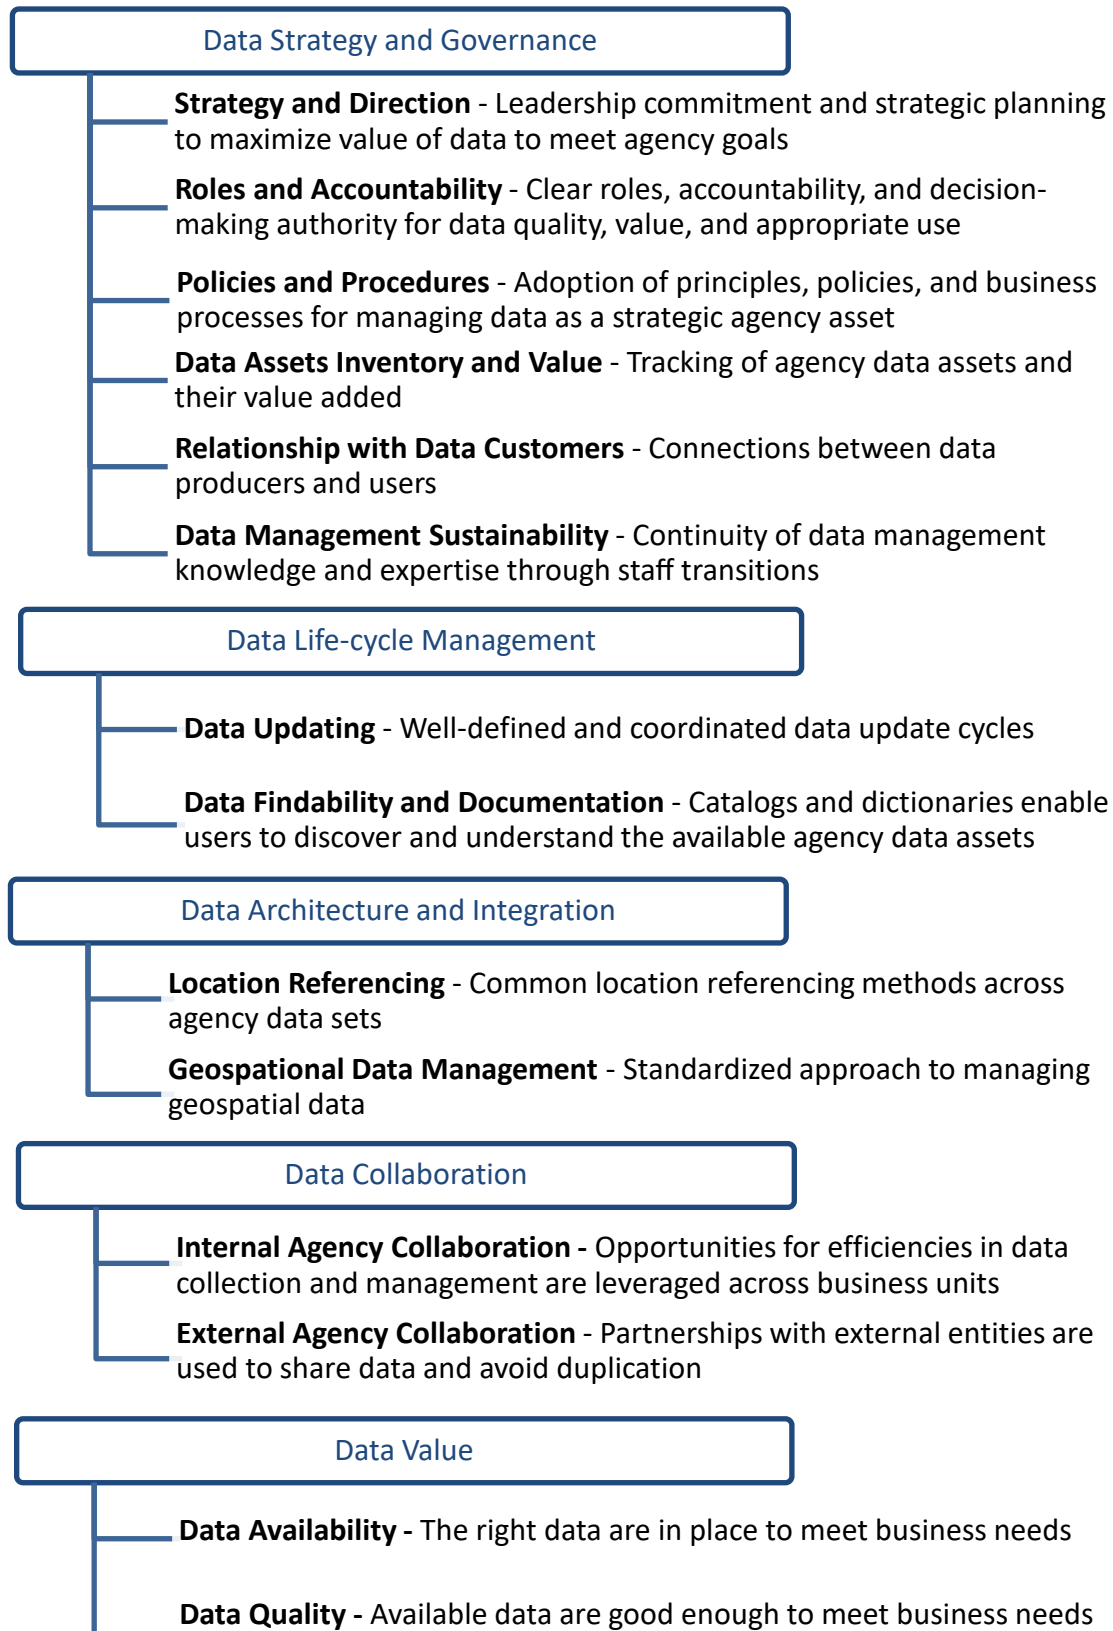 Data Strategy and Governance
Strategy and Direction - Leadership commitment and strategic planning
to maximize value of data to meet agency goals
Roles and Accountability - Clear roles, accountability, and decision-
making authority for data quality, value, and appropriate use
Policies and Procedures - Adoption of principles, policies, and business
processes for managing data as a strategic agency asset
Data Assets Inventory and Value - Tracking of agency data assets and
their value added
Relationship with Data Customers - Connections between data
producers and users
Data Management Sustainability - Continuity of data management
knowledge and expertise through staff transitions
Data Life-cycle Management
Data Updating - Well-defined and coordinated data update cycles
Data Findability and Documentation - Catalogs and dictionaries enable
users to discover and understand the available agency data assets
Data Architecture and Integration
Location Referencing - Common location referencing methods across
agency data sets
Geospational Data Management - Standardized approach to managing
geospatial data
Data Collaboration
Internal Agency Collaboration - Opportunities for efficiencies in data
collection and management are leveraged across business units
External Agency Collaboration - Partnerships with external entities are
used to share data and avoid duplication
Data Value
Data Availability - The right data are in place to meet business needs
Data Quality - Available data are good enough to meet business needs